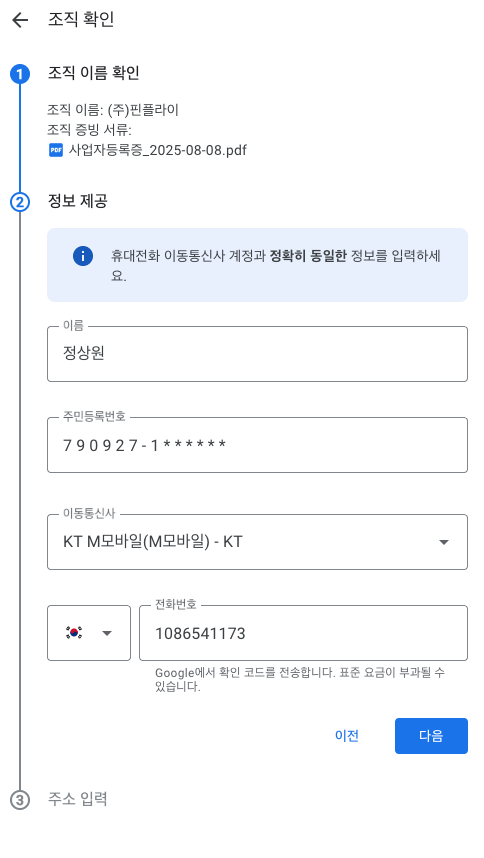 조직 확인
1 조직 이름 확인
조직 이름: (주)핀플라이
조직 증빙 서류:
PDF 사업자등록증_2025-08-08.pdf
2 정보 제공
휴대전화 이동통신사 계정과 정확히 동일한 정보를 입력하세
요.
이름
정상원
주민등록번호
7 9 0 9 2 7 - 1 * * * * * *
이동통신사
KT M모바일(M모바일) - KT
전화번호
1086541173
Google에서 확인 코드를 전송합니다. 표준 요금이 부과될 수
있습니다.
이전 다음
3 주소 입력